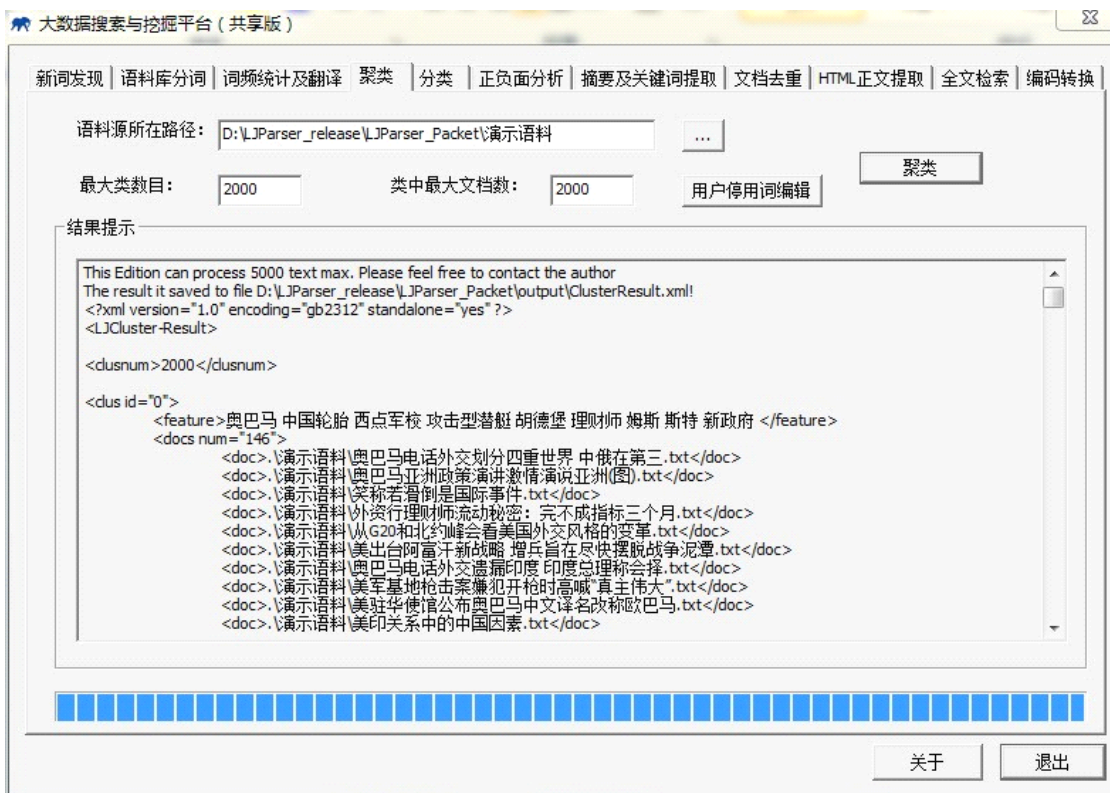 大数据搜索与挖掘平台（共享版）
新词发现 语料库分词 词频统计及翻译 聚类 分类 正负面分析 摘要及关键词提取 文档去重 HTML正文提取 全文检索 编码转换
语料源所在路径： D:\LJParser_release\LJParser_Packet\演示语料 ...
聚类
最大类数目： 2000 类中最大文档数： 2000 用户停用词编辑
结果提示
This Edition can process 5000 text max. Please feel free to contact the author
The result it saved to file D:\LJParser_release\LJParser_Packet\output\ClusterResult.xml!
<?xml version="1.0" encoding="gb2312" standalone="yes" ?>
<LJCluster-Result>
<clusnum>2000</clusnum>
<clus id="0">
<feature>奥巴马 中国轮胎 西点军校 攻击型潜艇 胡德堡 理财师 姆斯 斯特 新政府 </feature>
<docs num="146">
<doc>.\演示语料\奥巴马电话外交划分四重世界 中俄在第三.txt</doc>
<doc>.\演示语料\奥巴马亚洲政策演讲激情演说亚洲(图).txt</doc>
<doc>.\演示语料\笑称若滑倒是国际事件.txt</doc>
<doc>.\演示语料\外资行理财师流动秘密：完不成指标三个月.txt</doc>
<doc>.\演示语料\从G20和北约峰会看美国外交风格的变革.txt</doc>
<doc>.\演示语料\美出台阿富汗新战略 增兵旨在尽快摆脱战争泥潭.txt</doc>
<doc>.\演示语料\奥巴马电话外交遗漏印度 印度总理称会择.txt</doc>
<doc>.\演示语料\美军基地枪击案嫌犯开枪时高喊“真主伟大”.txt</doc>
<doc>.\演示语料\美驻华使馆公布奥巴马中文译名改称欧巴马.txt</doc>
<doc>.\演示语料\美印关系中的中国因素.txt</doc>
关于 退出